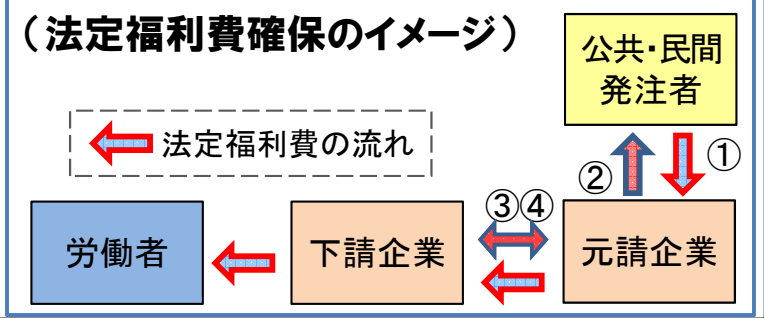 （法定福利費確保のイメージ）
公共・民間
発注者
法定福利費の流れ
②
①
③④
労働者
下請企業
元請企業